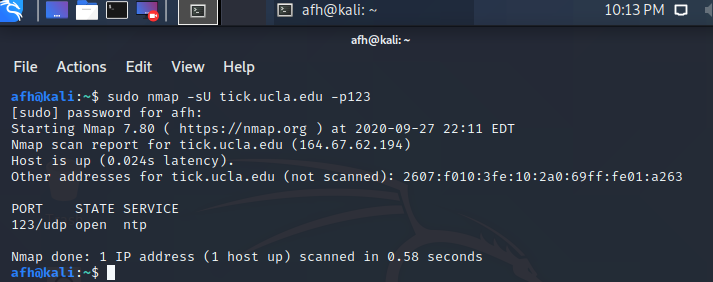 afh@kali: ~
10:13 PM
afh@kali: ~
File Actions Edit View Help
afh@kali:~$ sudo nmap -sU tick.ucla.edu -p123
[sudo] password for afh:
Starting Nmap 7.80 ( https://nmap.org ) at 2020-09-27 22:11 EDT
Nmap scan report for tick.ucla.edu (164.67.62.194)
Host is up (0.024s latency).
Other addresses for tick.ucla.edu (not scanned): 2607:f010:3fe:10:2a0:69ff:fe01:a263
PORT STATE SERVICE
123/udp open ntp
Nmap done: 1 IP address (1 host up) scanned in 0.58 seconds
afh@kali:~$